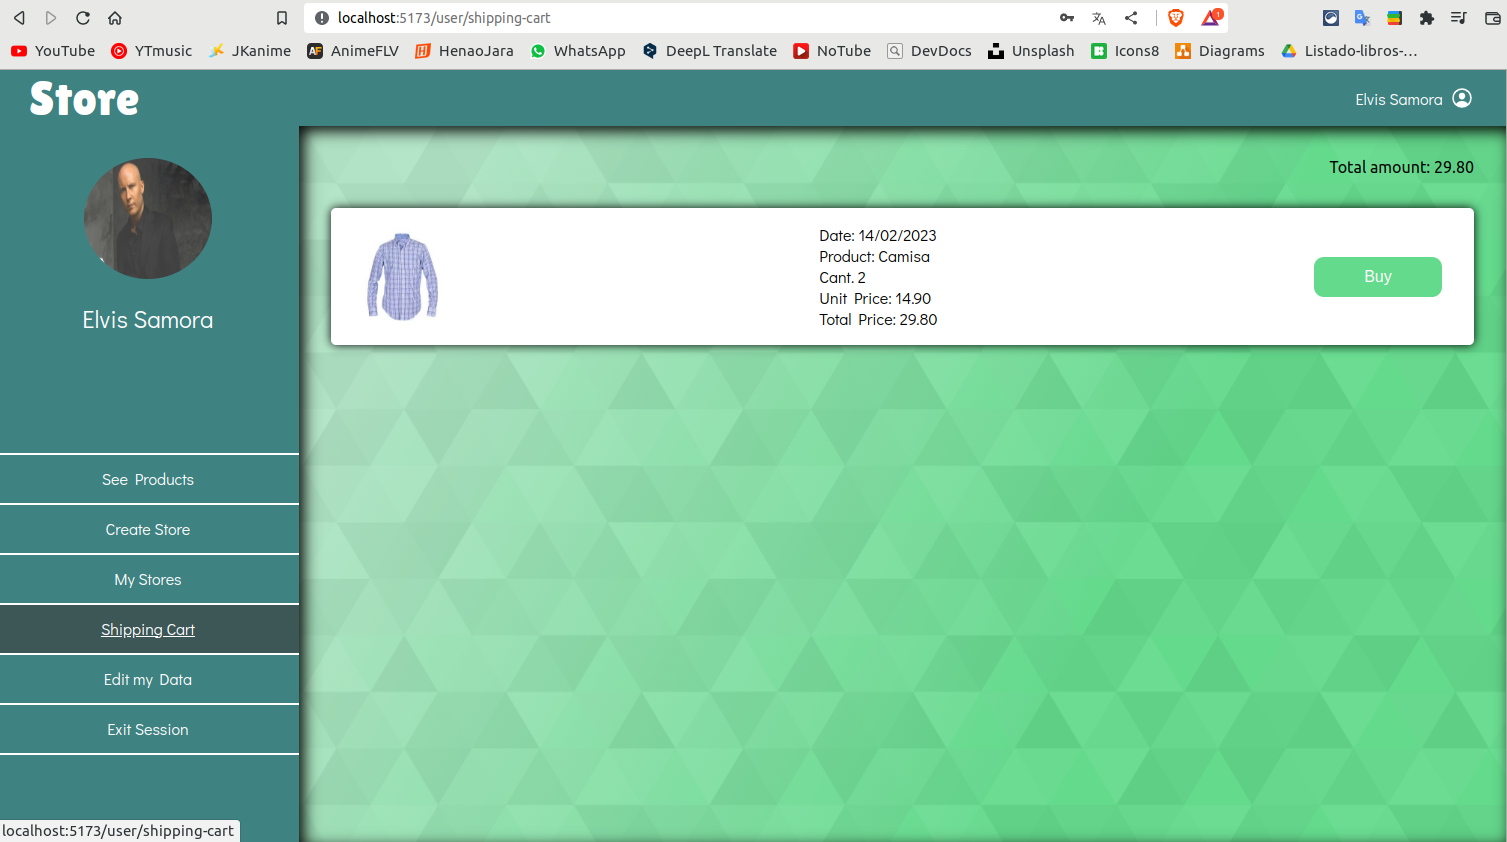 localhost:5173/user/shipping-cart
1
YouTube
YTmusic
JKanime
AF AnimeFLV
HenaoJara
WhatsApp
DeepL Translate
NoTube
DevDocs
Unsplash
Icons8
Diagrams
Listado-libros-...
Store
Elvis Samora
Elvis Samora
See Products
Create Store
My Stores
Shipping Cart
Edit my Data
Exit Session
Total amount: 29.80
Date: 14/02/2023
Product: Camisa
Cant. 2
Unit Price: 14.90
Total Price: 29.80
Buy
localhost:5173/user/shipping-cart